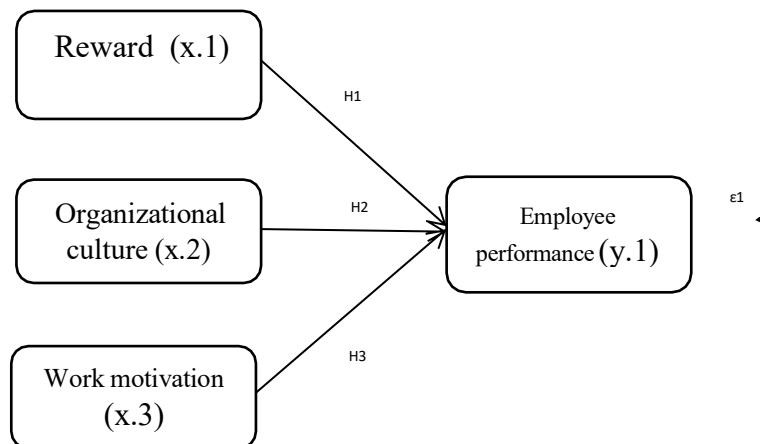 Reward (x.1)
H1
Organizational
culture (x.2)
H2
Employee
performance (y.1)
ε1
H3
Work motivation
(x.3)